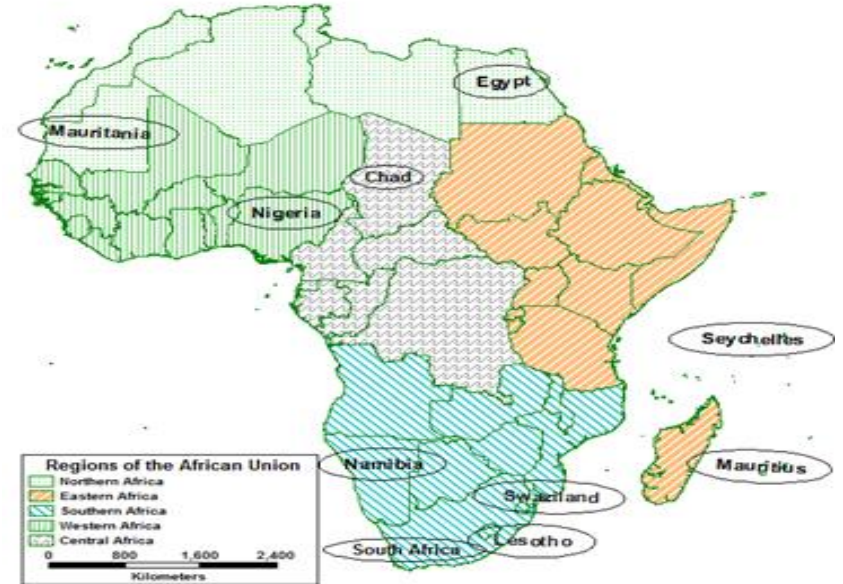 Egypt
Mauritania
Chad
Nigeria
Seychelles
Namibia
Mauritius
Swaziland
Lesotho
South Africa
Regions of the African Union
Northern Africa
Eastern Africa
Southern Africa
Western Africa
Central Africa
0 800 1,600 2,400
Kilometers